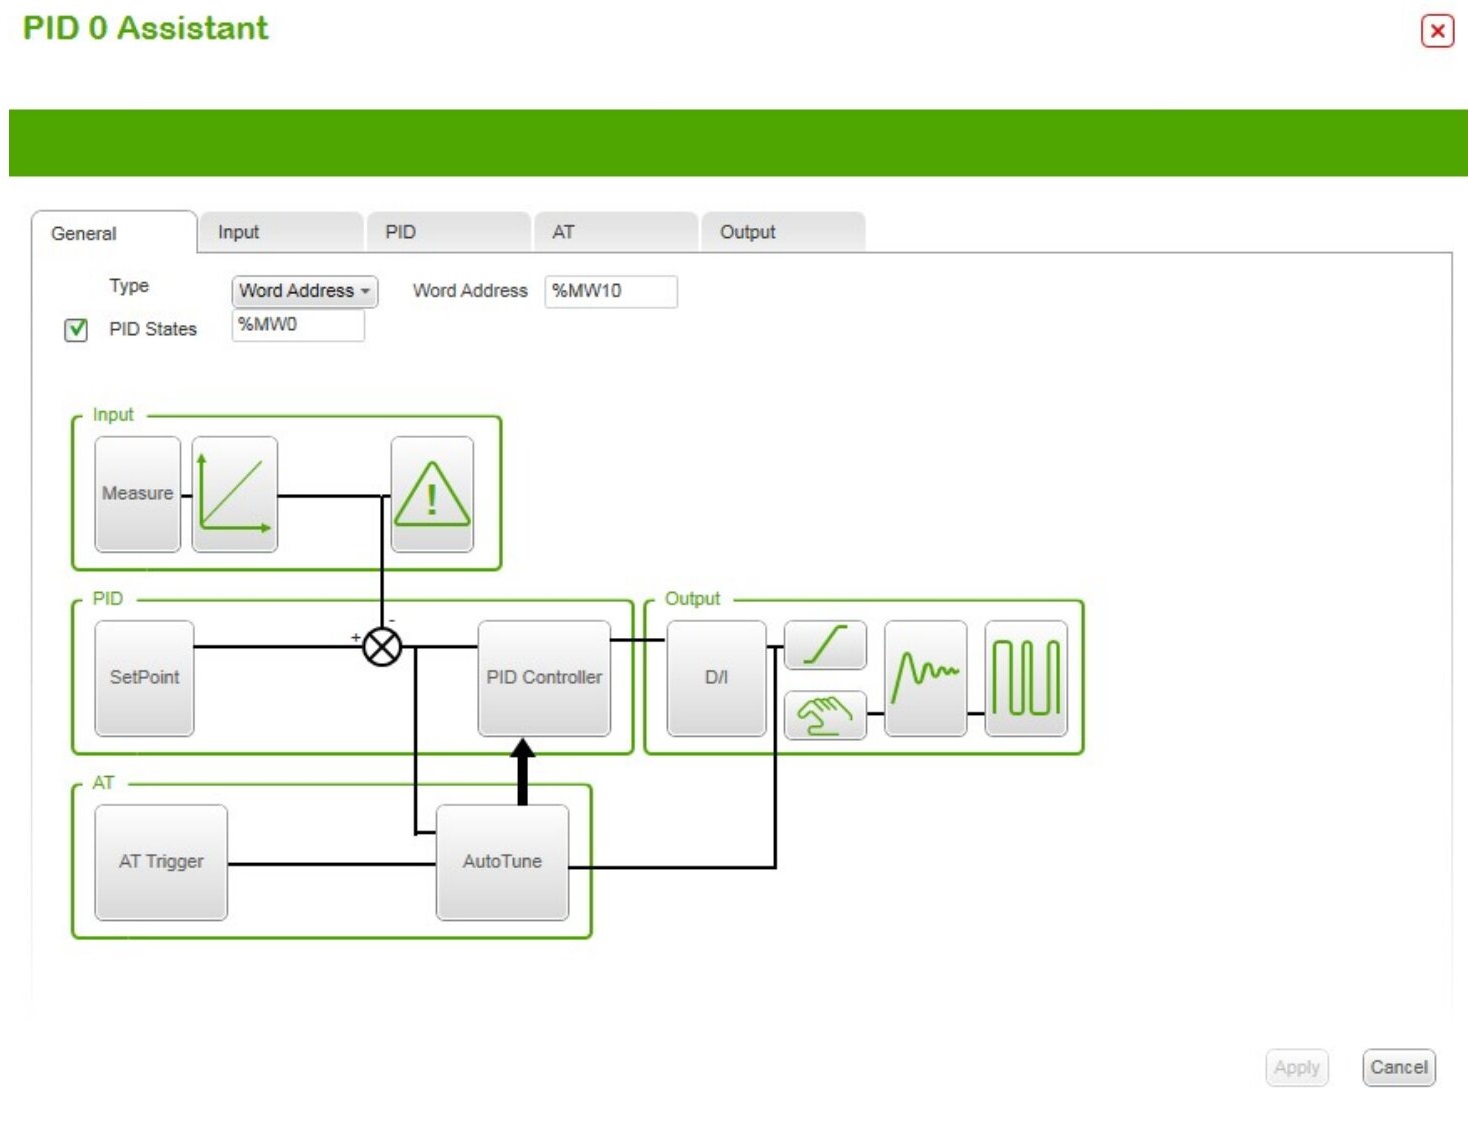 PID 0 Assistant
General Input PID AT Output
Type Word Address Word Address %MW10
PID States %MW0
Input
Measure
!
PID
Output
+ -
SetPoint
PID Controller
D/I
AT
AT Trigger
AutoTune
Apply Cancel